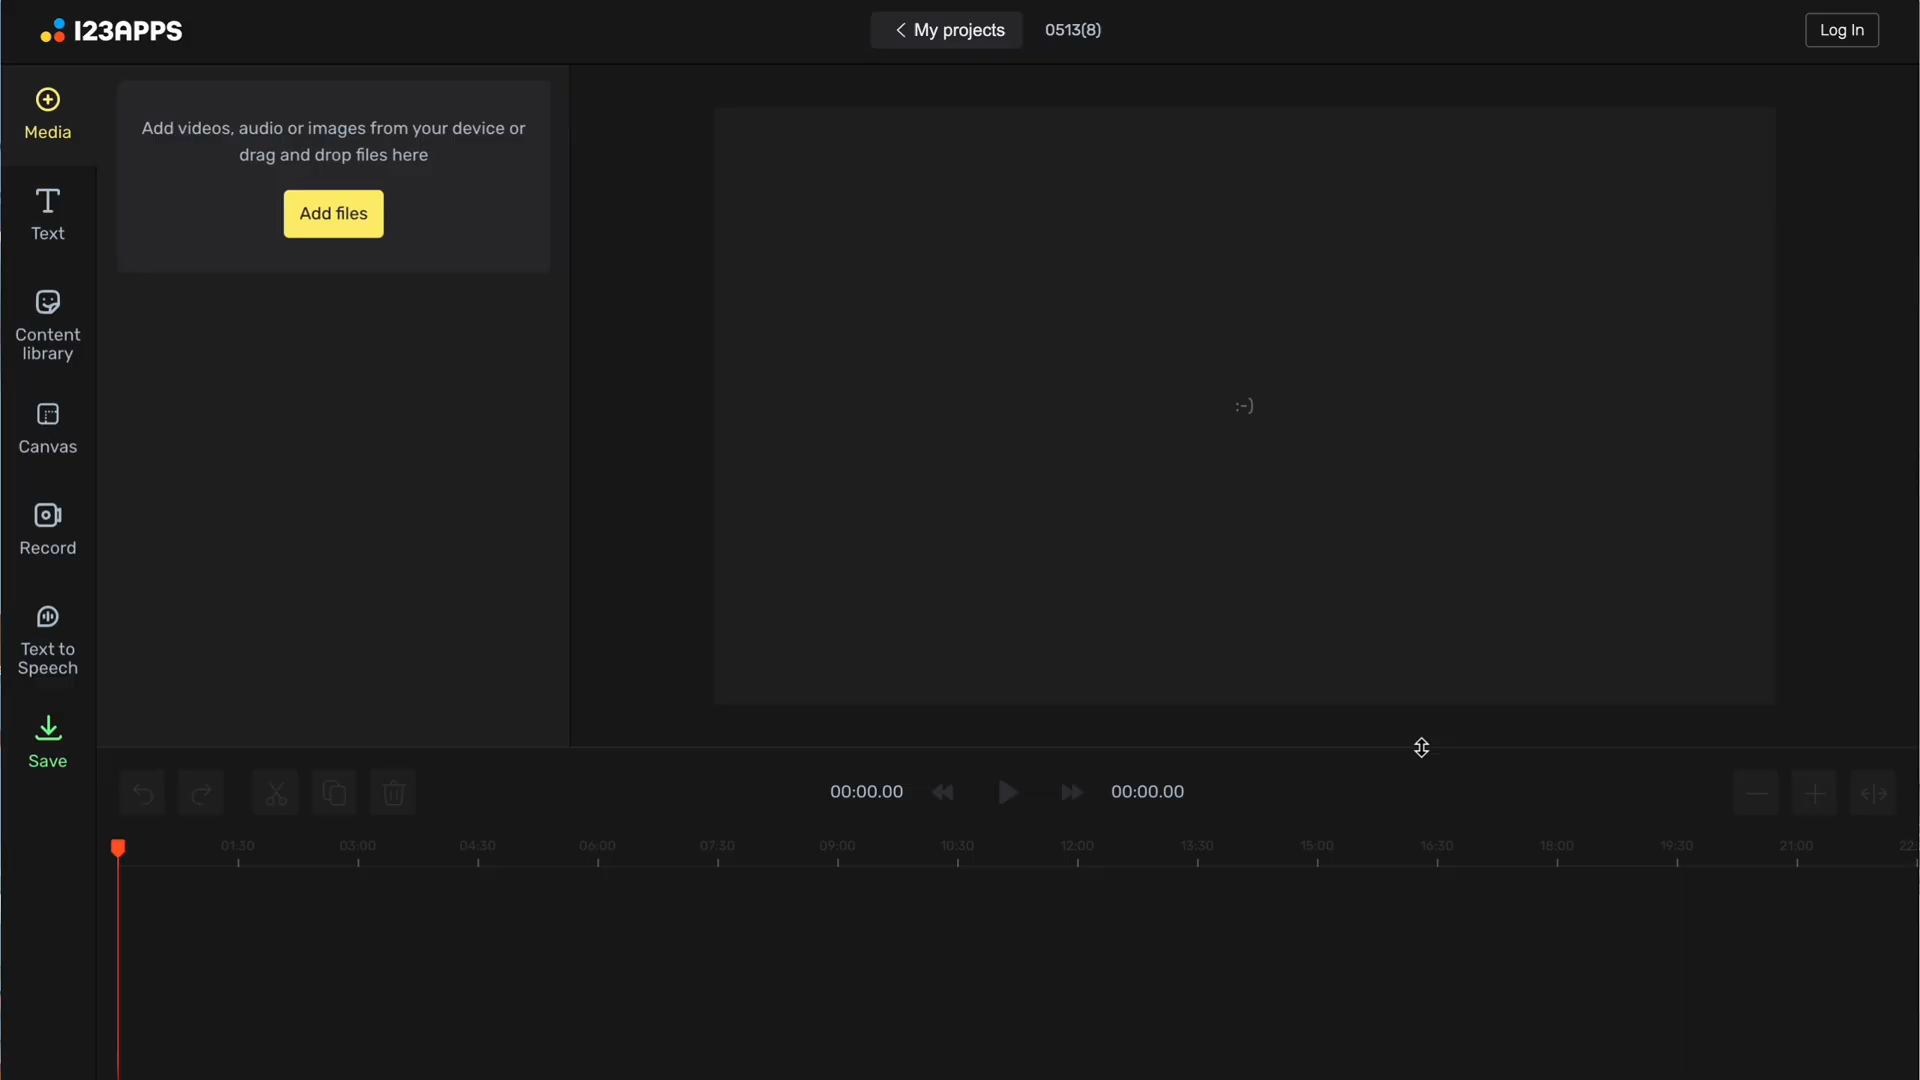 123APPS
My projects
0513(8)
Log In
Media
Add videos, audio or images from your device or
drag and drop files here
Add files
Text
Content
library
Canvas
Record
Text to
Speech
Save
:-)
00:00.00
00:00.00
01:30
03:00
04:30
06:00
07:30
09:00
10:30
12:00
13:30
15:00
16:30
18:00
19:30
21:00